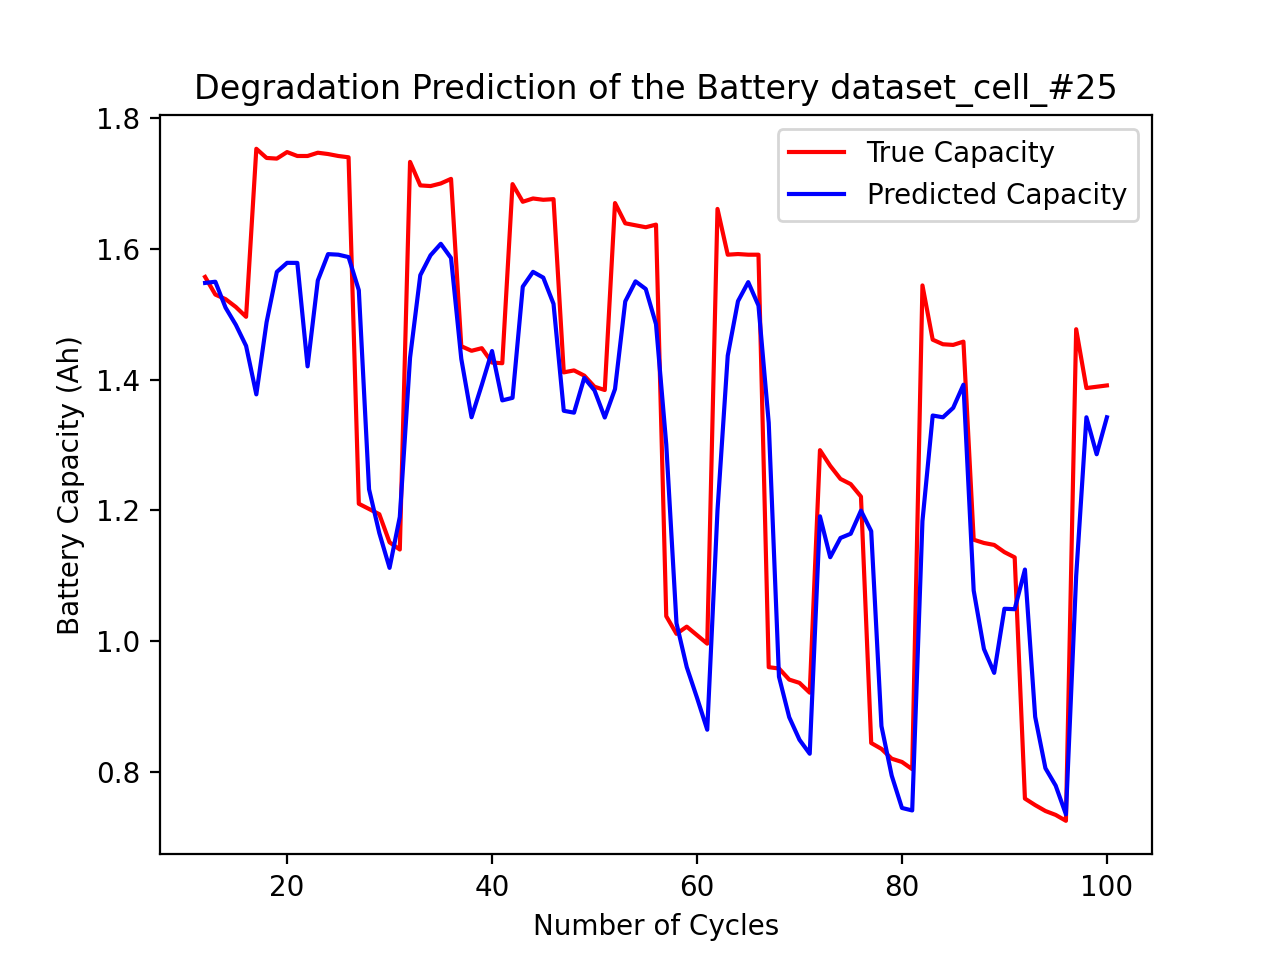 Degradation Prediction of the Battery dataset_cell_#25
True Capacity
Predicted Capacity
Battery Capacity (Ah)
1.8
1.6
1.4
1.2
1.0
0.8
20 40 60 80 100
Number of Cycles